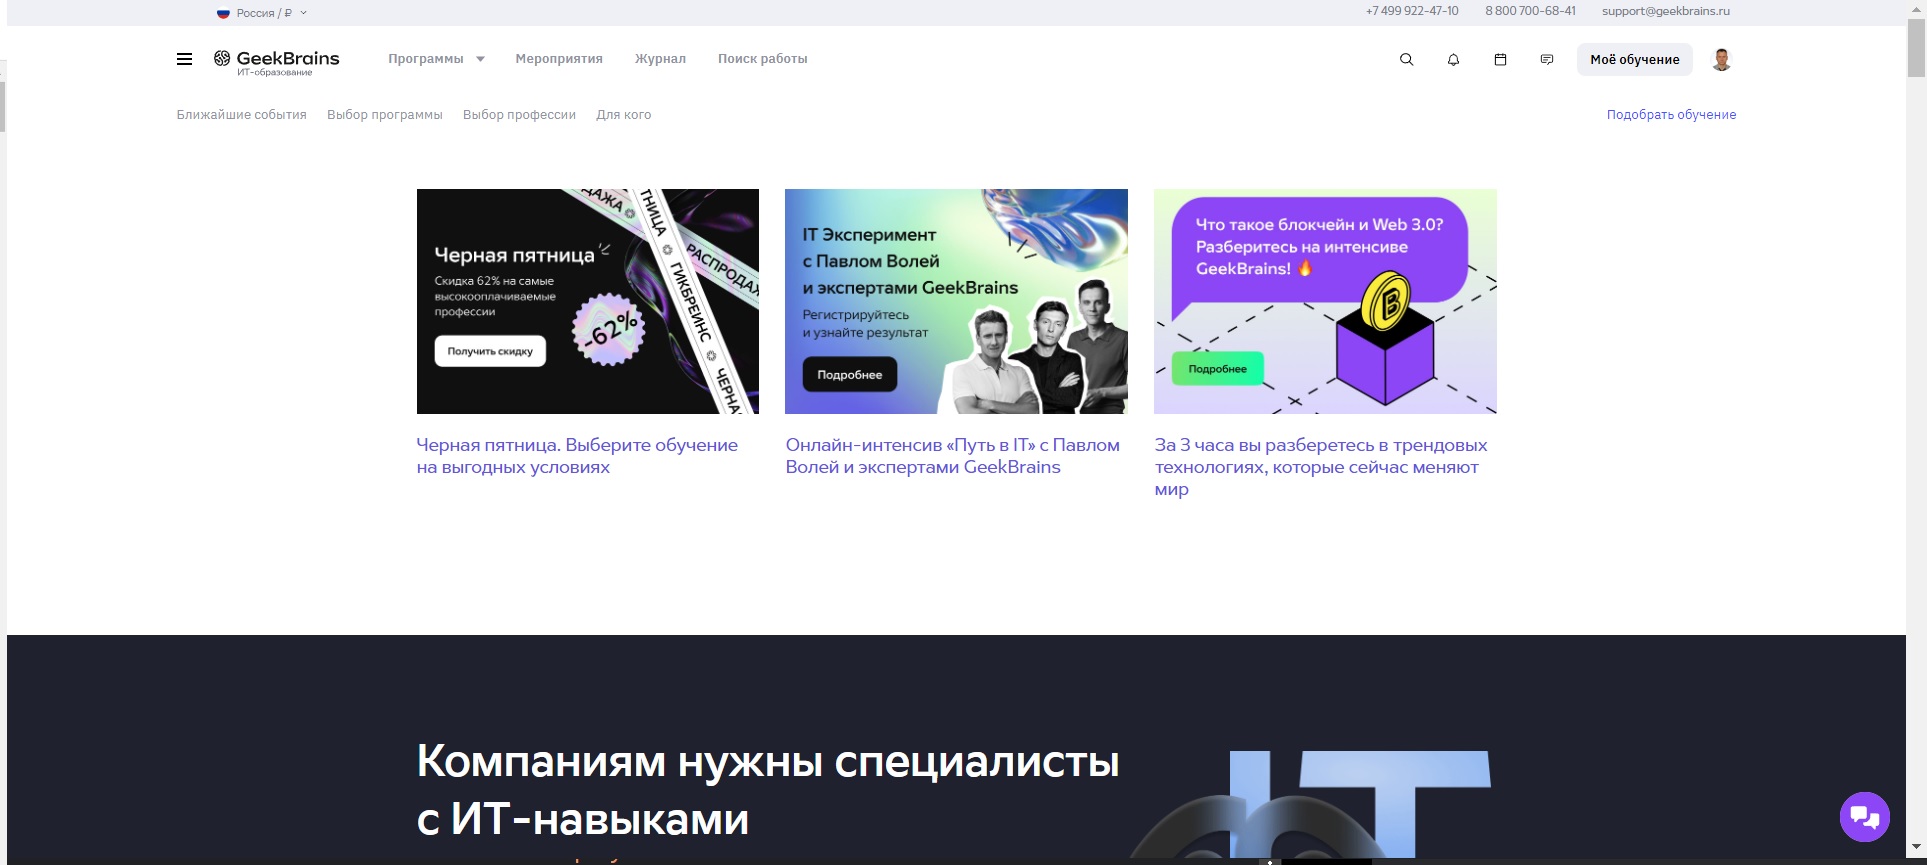 Россия / ₽
+7 499 922-47-10
8 800 700-68-41
support@geekbrains.ru
GeekBrains
ИТ-образование
Программы
Мероприятия
Журнал
Поиск работы
Моё обучение
Ближайшие события
Выбор программы
Выбор профессии
Для кого
Подобрать обучение
Черная пятница
Скидка 62% на самые
высокооплачиваемые
профессии
Получить скидку
-62%
РАСПРОДАЖ
ГИКБРЕИНС
ЧЕРНА
ТНИЦА
ДАЖА
IT Эксперимент
с Павлом Волей
и экспертами GeekBrains
Регистрируйтесь
и узнайте результат
Подробнее
Что такое блокчейн и Web 3.0?
Разберитесь на интенсиве
GeekBrains! 🔥
B
Подробнее
Черная пятница. Выберите обучение
на выгодных условиях
Онлайн-интенсив «Путь в IT» с Павлом
Волей и экспертами GeekBrains
За 3 часа вы разберетесь в трендовых
технологиях, которые сейчас меняют
мир
Компаниям нужны специалисты
с ИТ-навыками
IT